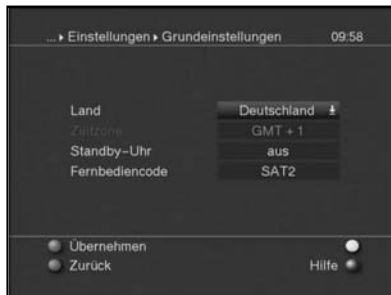 ... ▸ Einstellungen ▸ Grundeinstellungen 09:58
Land Deutschland
Zeitzone GMT + 1
Standby-Uhr aus
Fernbediencode SAT2
Übernehmen
Zurück Hilfe